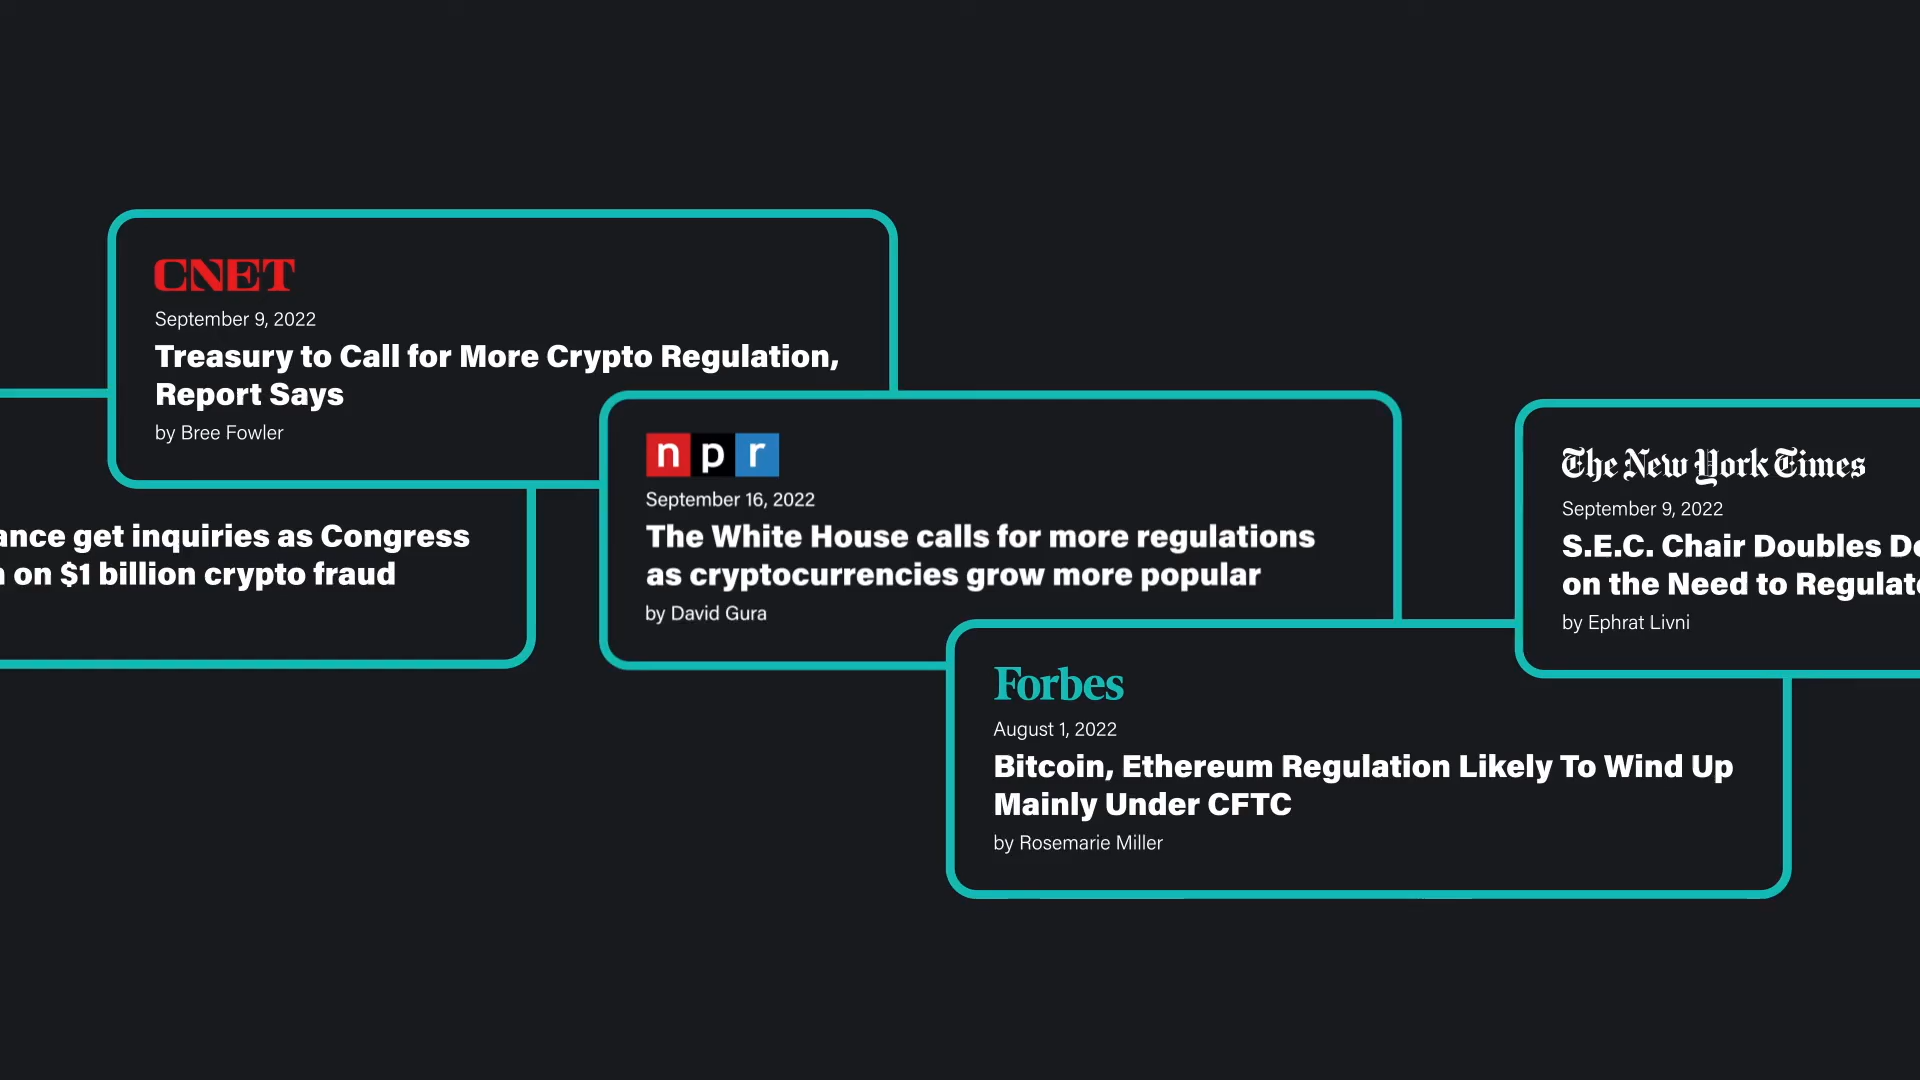 CNET
September 9, 2022
Treasury to Call for More Crypto Regulation,
Report Says
by Bree Fowler
get inquiries as Congress
on $1 billion crypto fraud
npr
September 16, 2022
The White House calls for more regulations
as cryptocurrencies grow more popular
by David Gura
Forbes
August 1, 2022
Bitcoin, Ethereum Regulation Likely To Wind Up
Mainly Under CFTC
by Rosemarie Miller
The New York Times
September 9, 2022
S.E.C. Chair Doubles
on the Need to
by Ephrat Livni